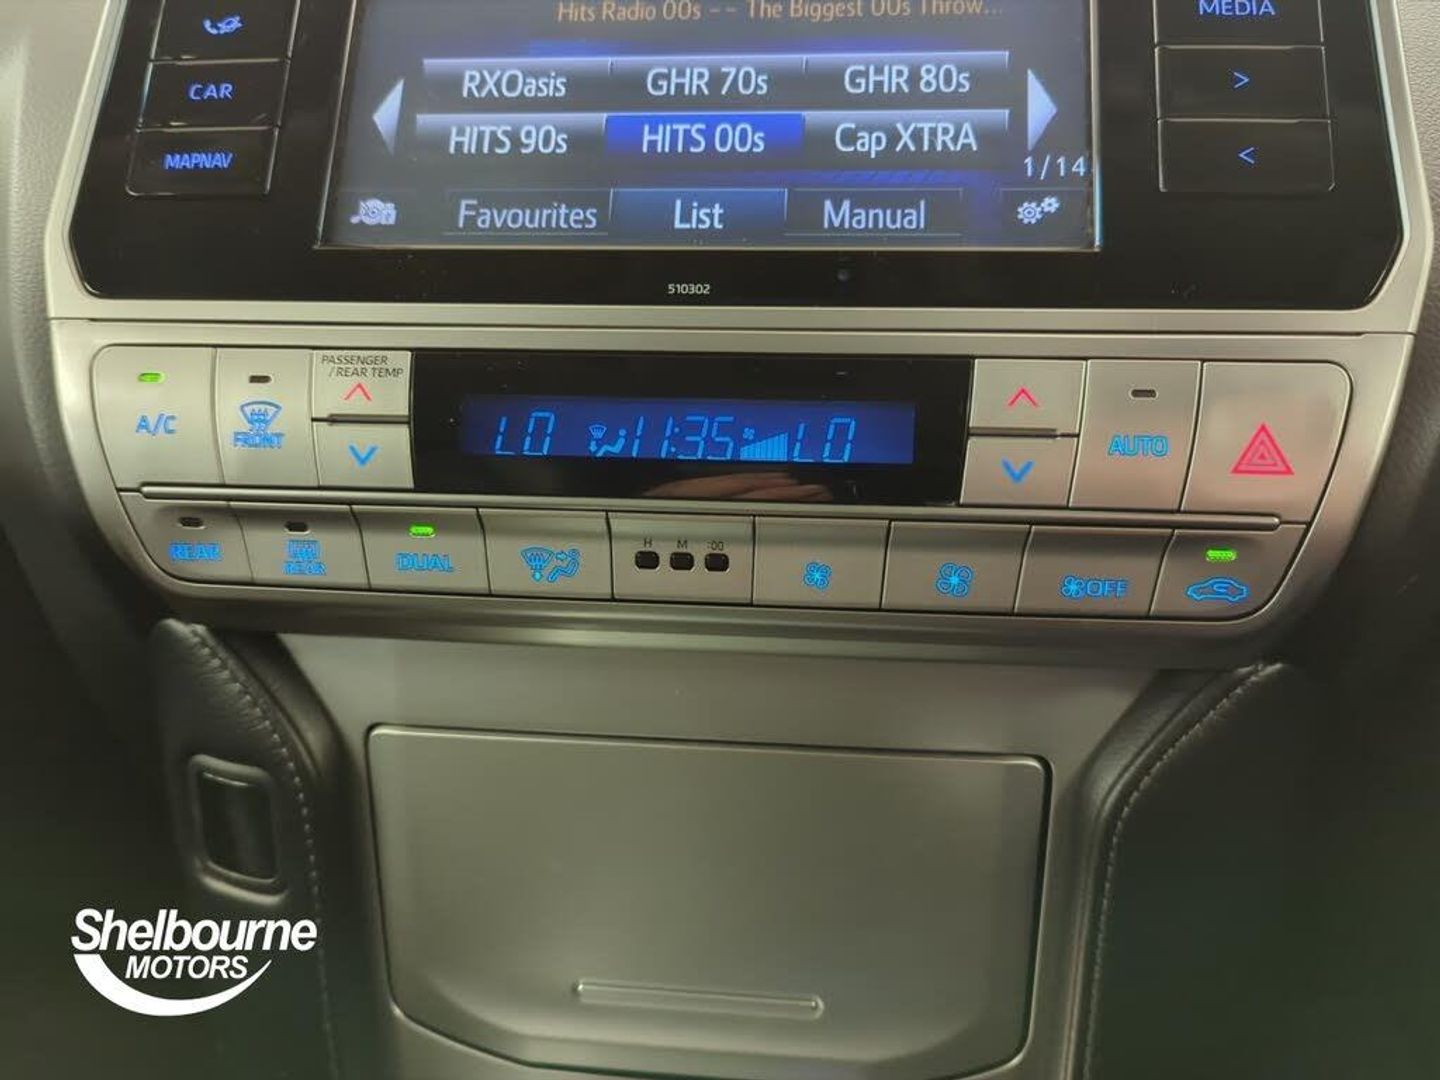 Hits Radio 00s -- The Biggest 00s Throw...
MEDIA
CAR
MAPNAV
RXOasis GHR 70s GHR 80s
HITS 90s HITS 00s Cap XTRA
1/14
Favourites List Manual
>
<
510302
A/C
FRONT
PASSENGER
/REAR TEMP
LO 11:35 LO
AUTO
REAR
REAR
DUAL
H M :00
OFF
Shelbourne
MOTORS